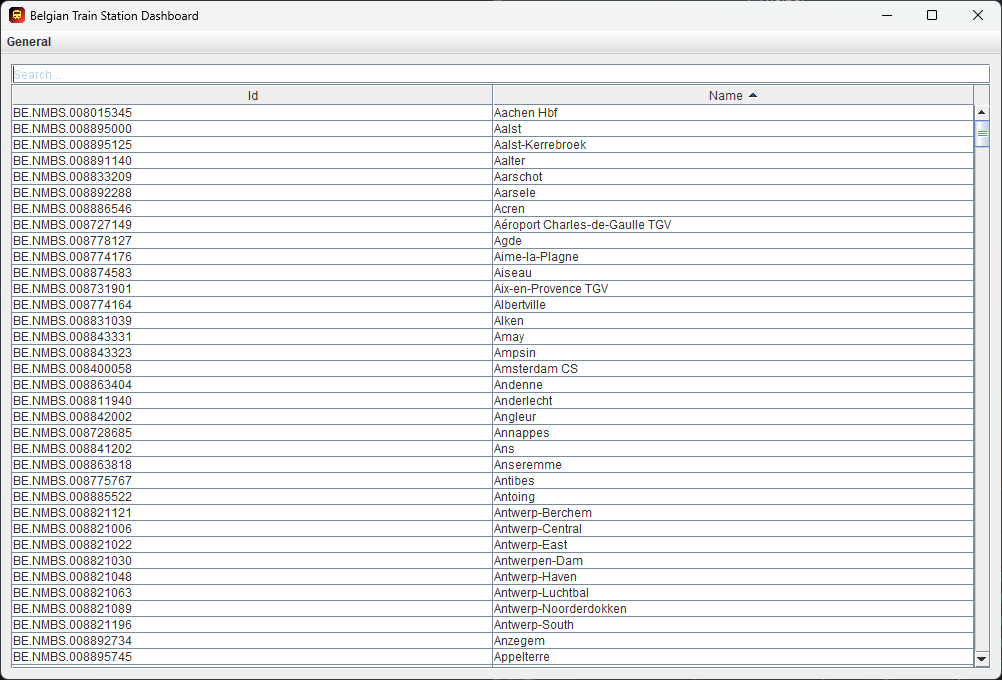 Belgian Train Station Dashboard
General
Search...
Id Name
BE.NMBS.008015345 Aachen Hbf
BE.NMBS.008895000 Aalst
BE.NMBS.008895125 Aalst-Kerrebroek
BE.NMBS.008891140 Aalter
BE.NMBS.008833209 Aarschot
BE.NMBS.008892288 Aarsele
BE.NMBS.008886546 Acren
BE.NMBS.008727149 Aéroport Charles-de-Gaulle TGV
BE.NMBS.008778127 Agde
BE.NMBS.008774176 Aime-la-Plagne
BE.NMBS.008874583 Aiseau
BE.NMBS.008731901 Aix-en-Provence TGV
BE.NMBS.008774164 Albertville
BE.NMBS.008831039 Alken
BE.NMBS.008843331 Amay
BE.NMBS.008843323 Ampsin
BE.NMBS.008400058 Amsterdam CS
BE.NMBS.008863404 Andenne
BE.NMBS.008811940 Anderlecht
BE.NMBS.008842002 Angleur
BE.NMBS.008728685 Annappes
BE.NMBS.008841202 Ans
BE.NMBS.008863818 Anseremme
BE.NMBS.008775767 Antibes
BE.NMBS.008885522 Antoing
BE.NMBS.008821121 Antwerp-Berchem
BE.NMBS.008821006 Antwerp-Central
BE.NMBS.008821022 Antwerp-East
BE.NMBS.008821030 Antwerpen-Dam
BE.NMBS.008821048 Antwerp-Haven
BE.NMBS.008821063 Antwerp-Luchtbal
BE.NMBS.008821089 Antwerp-Noorderdokken
BE.NMBS.008821196 Antwerp-South
BE.NMBS.008892734 Anzegem
BE.NMBS.008895745 Appelterre